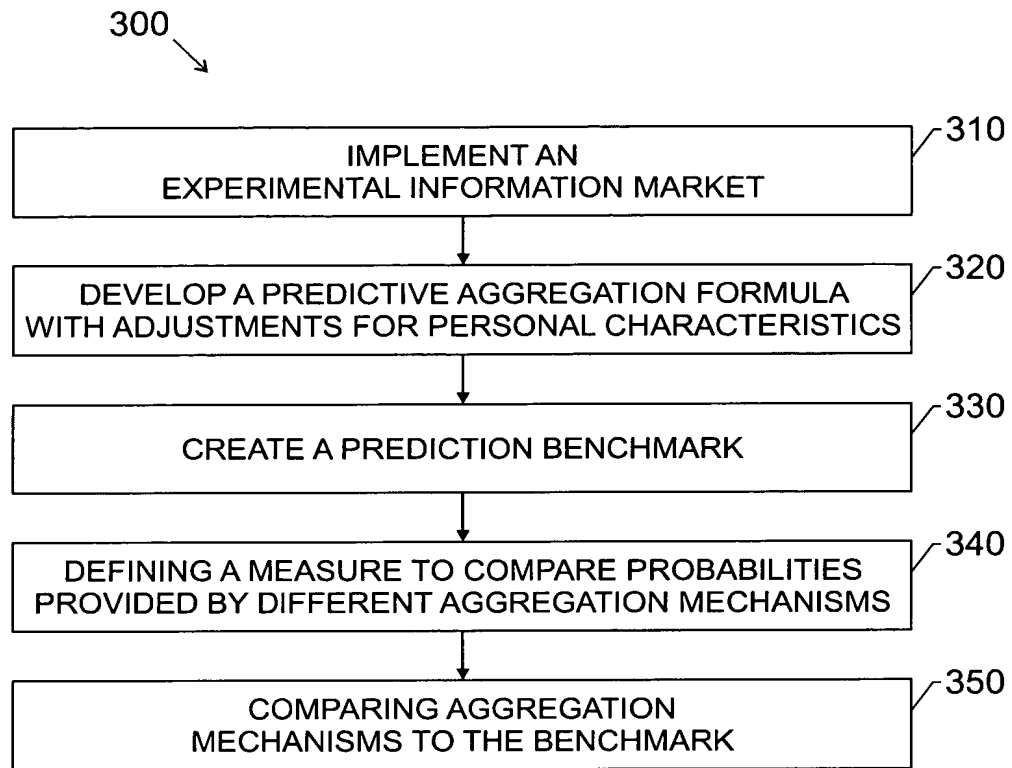 300
310
IMPLEMENT AN
EXPERIMENTAL INFORMATION MARKET
320
DEVELOP A PREDICTIVE AGGREGATION FORMULA
WITH ADJUSTMENTS FOR PERSONAL CHARACTERISTICS
330
CREATE A PREDICTION BENCHMARK
340
DEFINING A MEASURE TO COMPARE PROBABILITIES
PROVIDED BY DIFFERENT AGGREGATION MECHANISMS
350
COMPARING AGGREGATION
MECHANISMS TO THE BENCHMARK